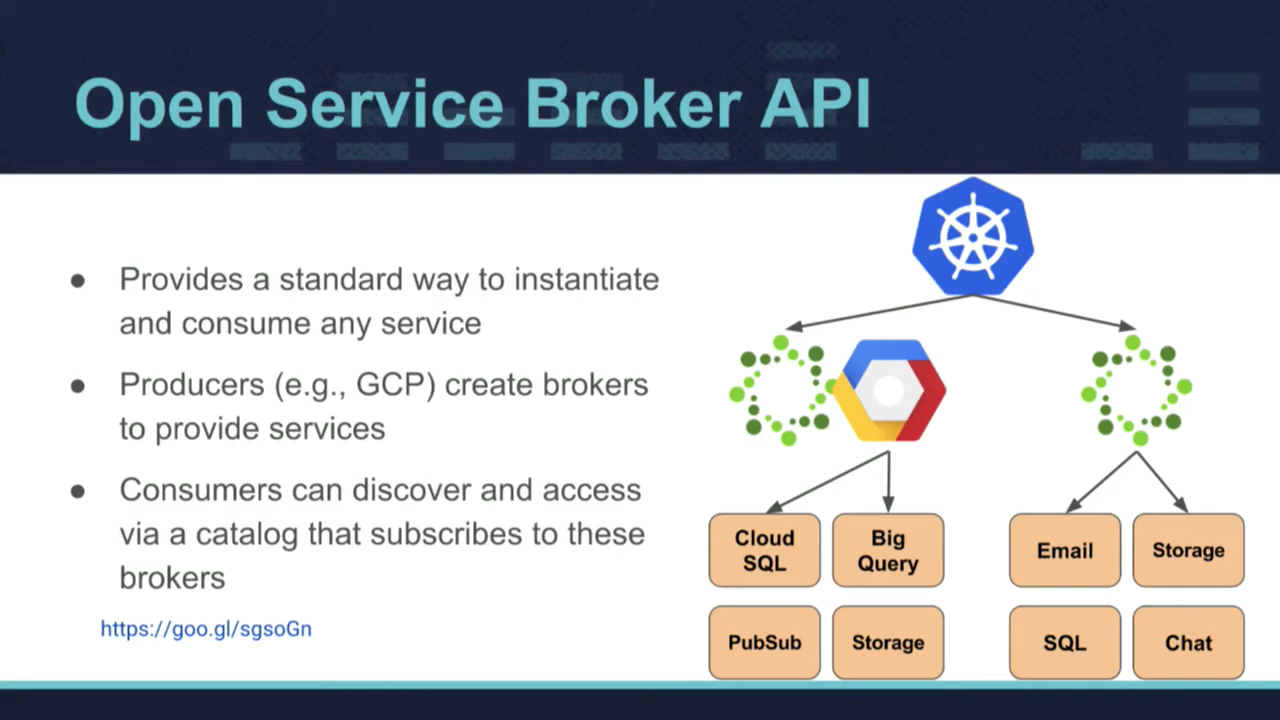 Open Service Broker API
● Provides a standard way to instantiate
and consume any service
● Producers (e.g., GCP) create brokers
to provide services
● Consumers can discover and access
via a catalog that subscribes to these
brokers
https://goo.gl/sgsoGn
Cloud
SQL
Big
Query
Email
Storage
PubSub
Storage
SQL
Chat